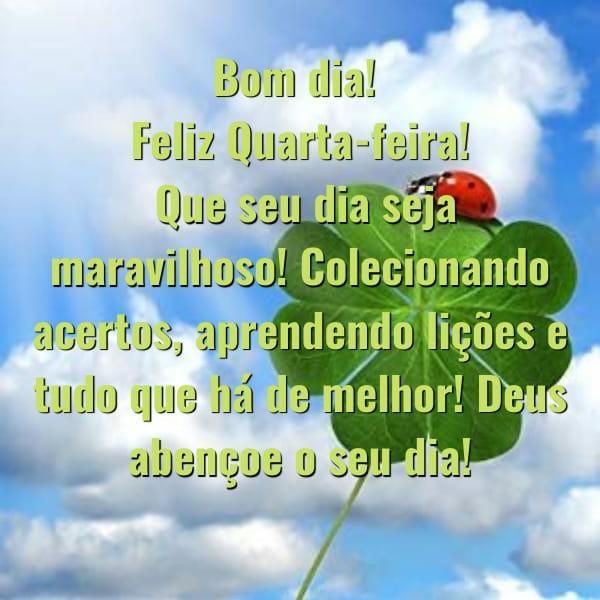 Bom dia!
Feliz Quarta-feira!
Que seu dia seja
maravilhoso! Colecionando
acertos, aprendendo lições e
tudo que há de melhor! Deus
abençoe o seu dia!